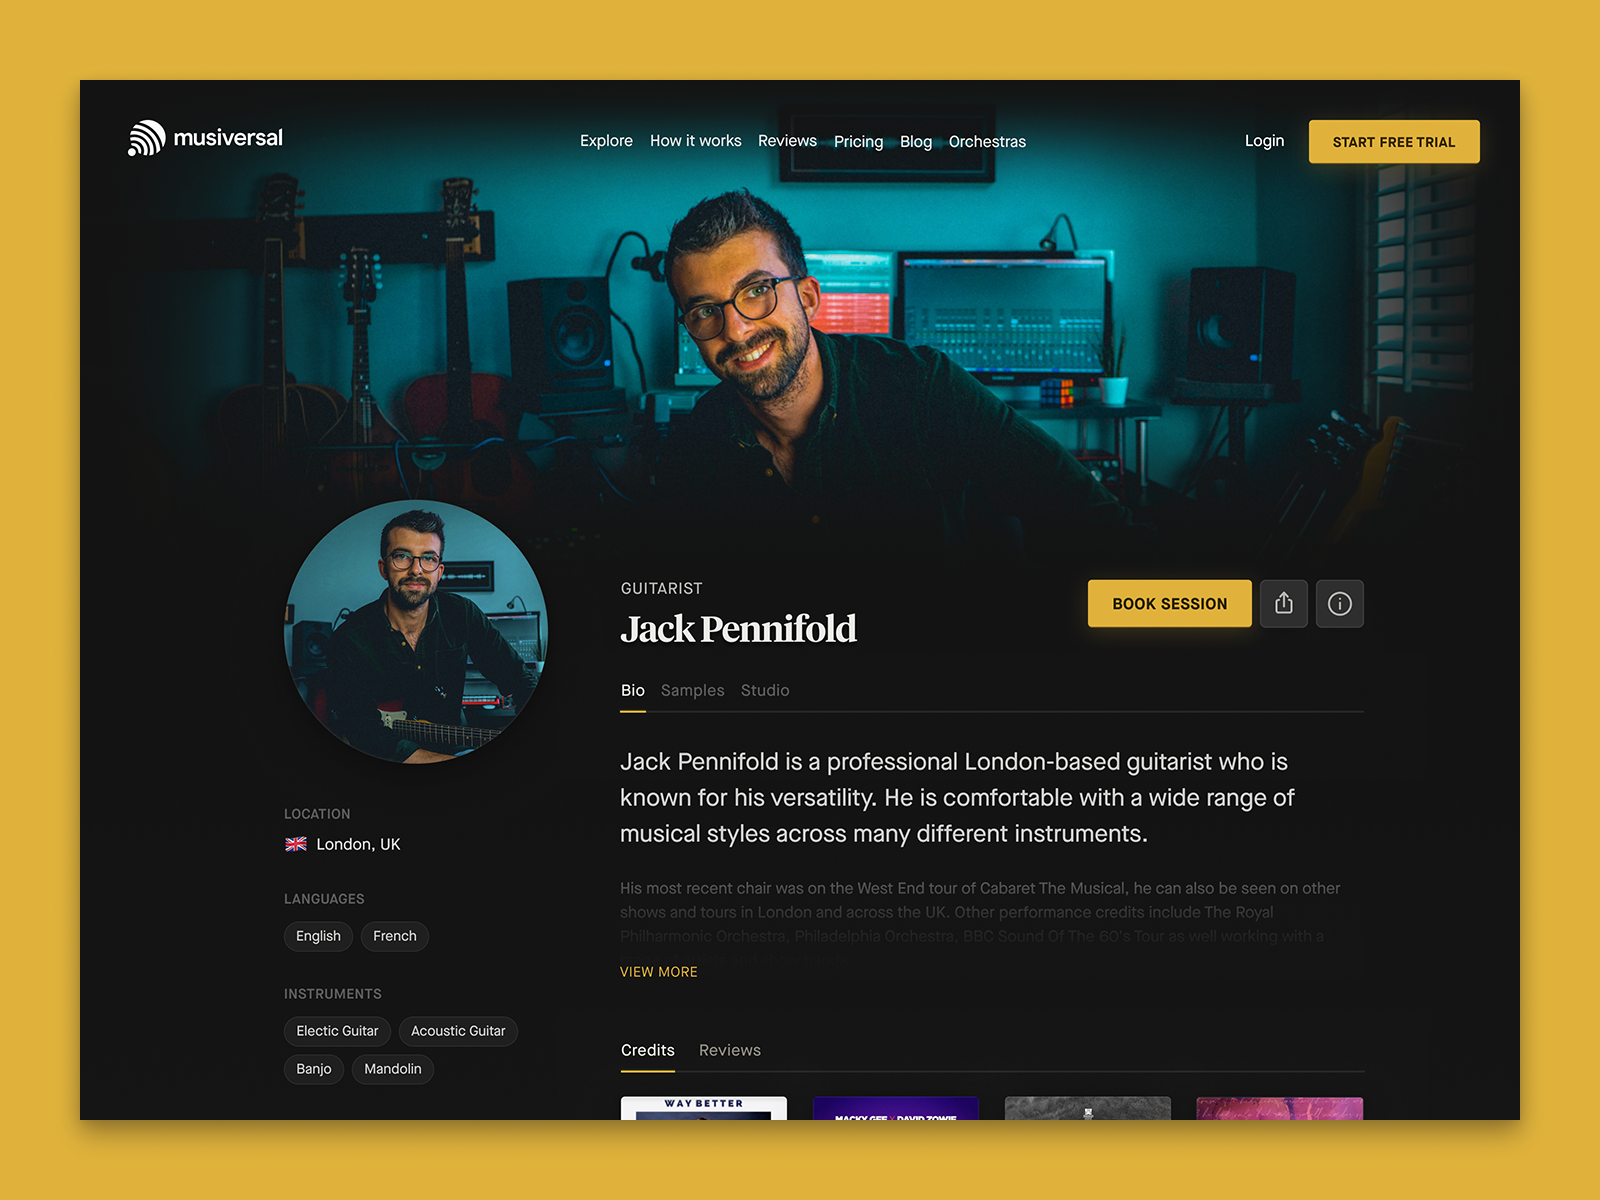 musiversal
Explore How it works Reviews Pricing Blog Orchestras
Login
START FREE TRIAL
GUITARIST
Jack Pennifold
BOOK SESSION
Bio Samples Studio
Jack Pennifold is a professional London-based guitarist who is
known for his versatility. He is comfortable with a wide range of
musical styles across many different instruments.
His most recent chair was on the West End tour of Cabaret The Musical, he can also be seen on other
shows and tours in London and across the UK. Other performance credits include The Royal
Philharmonic Orchestra, Philadelphia Orchestra, BBC Sound Of The 60's Tour as well working with a
VIEW MORE
LOCATION
London, UK
LANGUAGES
English French
INSTRUMENTS
Electic Guitar Acoustic Guitar
Banjo Mandolin
Credits Reviews
WAY BETTER
MACKY GEE X DAVID ZOWIE